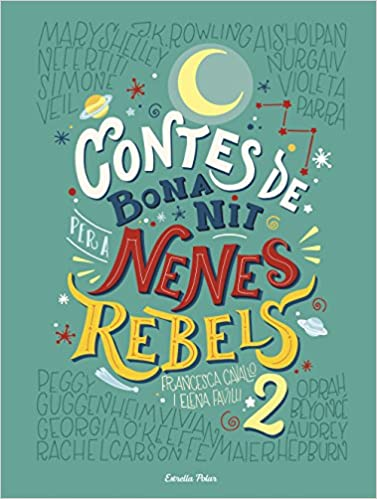 MARY SHELLEY J.K. ROWLING AISHOLPAN
NEFERTITI NURGAIV
SIMONE VIOLETA
VEIL PARRA
CONTES DE
BONA NIT
PER A
NENES
REBELS
2
FRANCESCA CAVALLO
I ELENA FAVILLI
PEGGY OPRAH
GUGGENHEIM VIVIAN BEYONCÉ
GEORGIA O'KEEFFE AUDREY
RACHEL CARSON MAIER HEPBURN
Estrella Polar